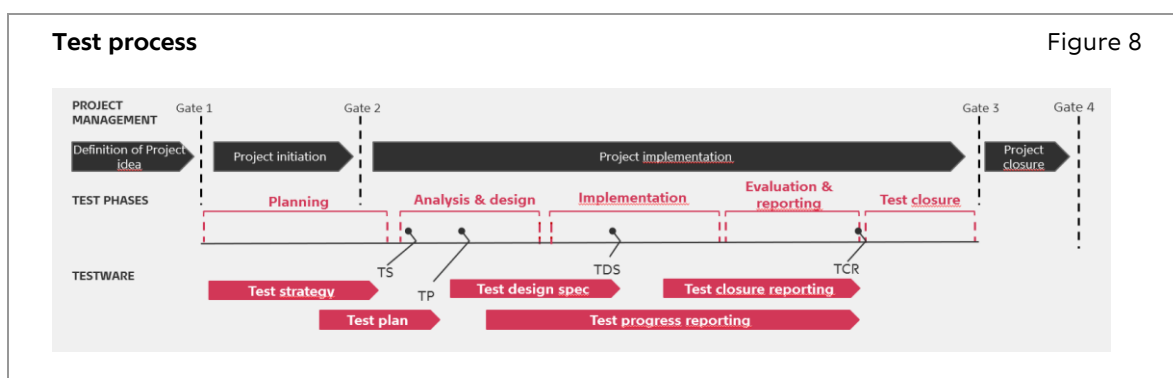 Test process
Figure 8
PROJECT
MANAGEMENT
Gate 1
Gate 2
Gate 3
Gate 4
Definition of Project
idea
Project initiation
Project implementation
Project
closure
TEST PHASES
Planning
Analysis & design
Implementation
Evaluation &
reporting
Test closure
TS
TP
TDS
TCR
TESTWARE
Test strategy
Test design spec
Test closure reporting
Test plan
Test progress reporting